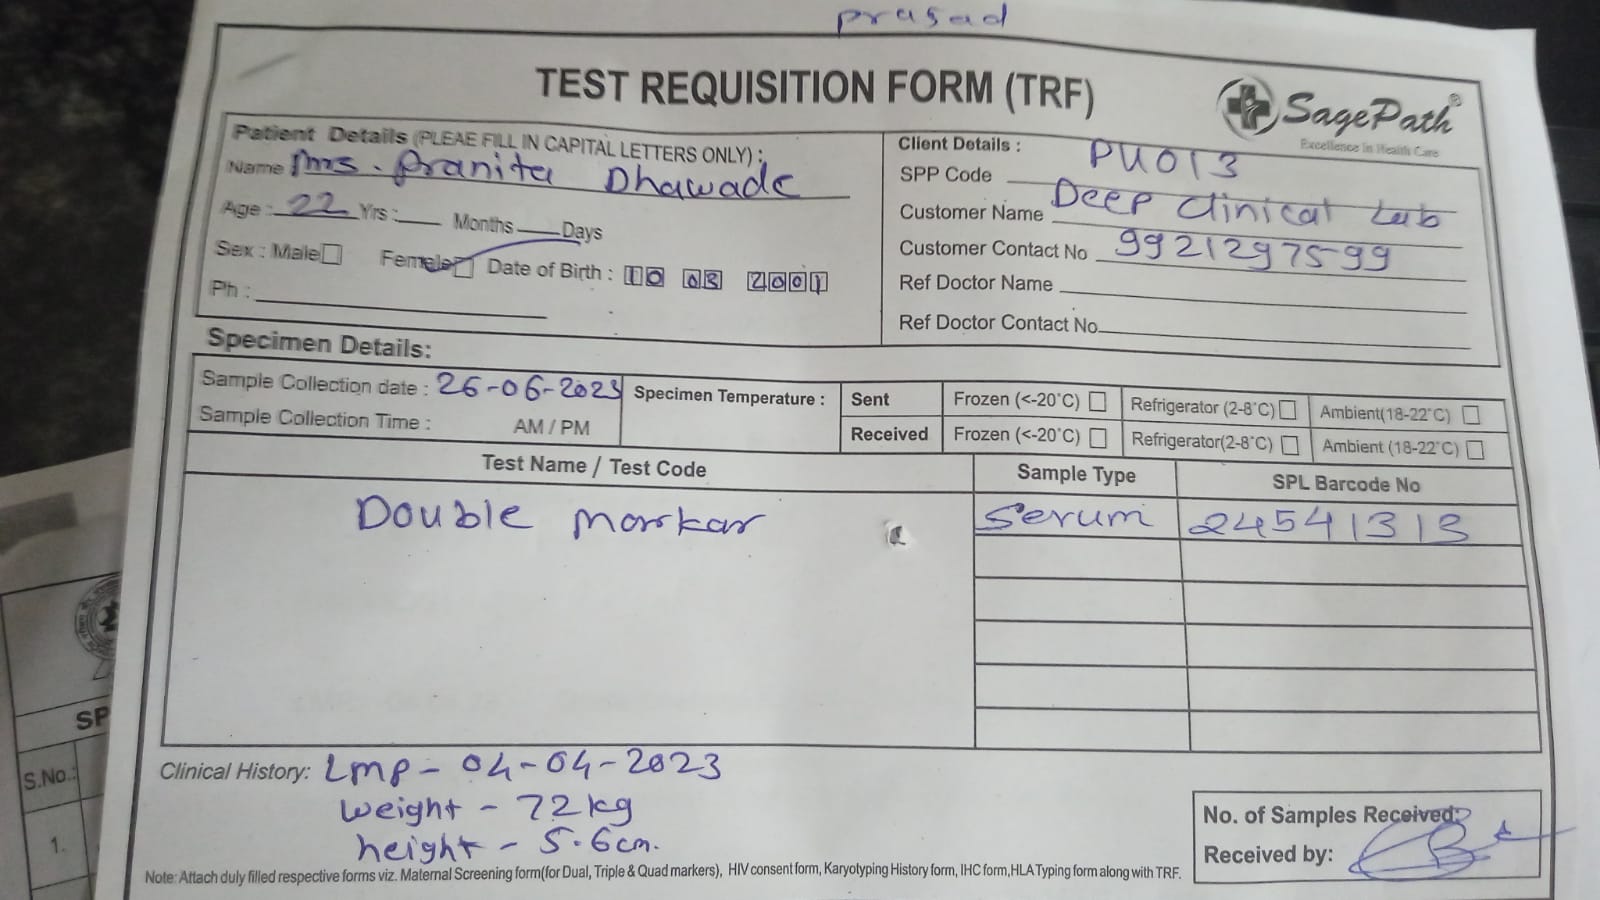 prasad
TEST REQUISITION FORM (TRF)
SagePath®
Excellence in Health Care
Patient Details (PLEAE FILL IN CAPITAL LETTERS ONLY) :
Name Mrs. Pranita Dhawade
Age : 22 Yrs : Months Days
Sex : Male Female Date of Birth : 10 03 2001
Ph :
Client Details :
SPP Code PU013
Customer Name Deep Clinical Lab
Customer Contact No 9921297599
Ref Doctor Name
Ref Doctor Contact No.
Specimen Details:
Sample Collection date : 26-06-2023 Specimen Temperature : Sent Frozen (<-20°C) Refrigerator (2-8°C) Ambient(18-22°C)
Sample Collection Time : AM / PM Received Frozen (<-20°C) Refrigerator(2-8°C) Ambient (18-22°C)
Test Name / Test Code Sample Type SPL Barcode No
Double Markar Serum 24541313
Clinical History: Lmp - 04-04-2023
weight - 72 kg
height - 5.6cm.
No. of Samples Received:
Received by:
Note: Attach duly filled respective forms viz. Maternal Screening form(for Dual, Triple & Quad markers), HIV consent form, Karyotyping History form, IHC form,HLA Typing form along with TRF.
SP
S.No.:
1.